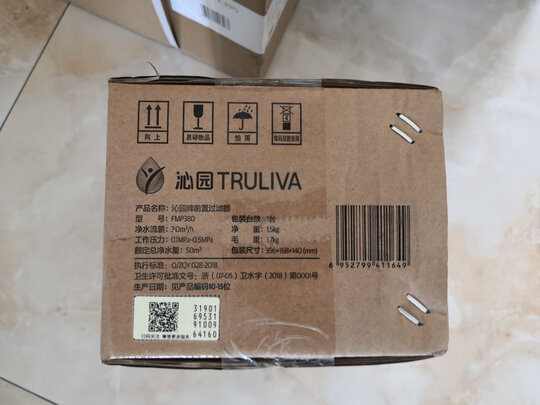 向上
易碎物品
怕雨
堆码层数极限
沁园 TRULIVA
产品名称: 沁园牌前置过滤器
型号: FMP380 包装台数: 1台
净水流量: 3.0m³/h 净重: 1.5kg
工作压力: 0.1MPa-0.5MPa 毛重: 1.7kg
额定总净水量: 50m³ 包装尺寸: 356×168×140 (mm)
执行标准: Q/ZQY 028-2018
卫生许可批准文号: 浙 (07-05) 卫水字 (2018) 第0001号
生产日期: 见产品编码10-15位
6 952799 411649
31901
69531
91009
64160